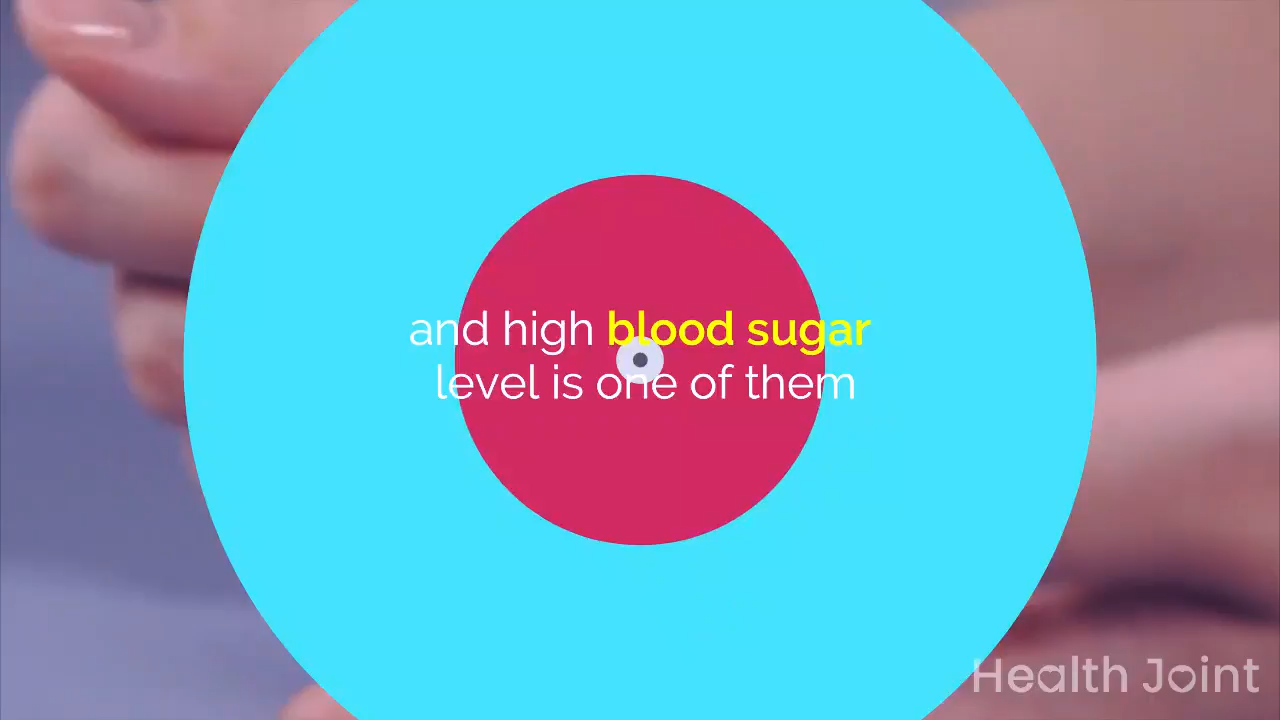 and high blood sugar
level is one of them
Health Joint